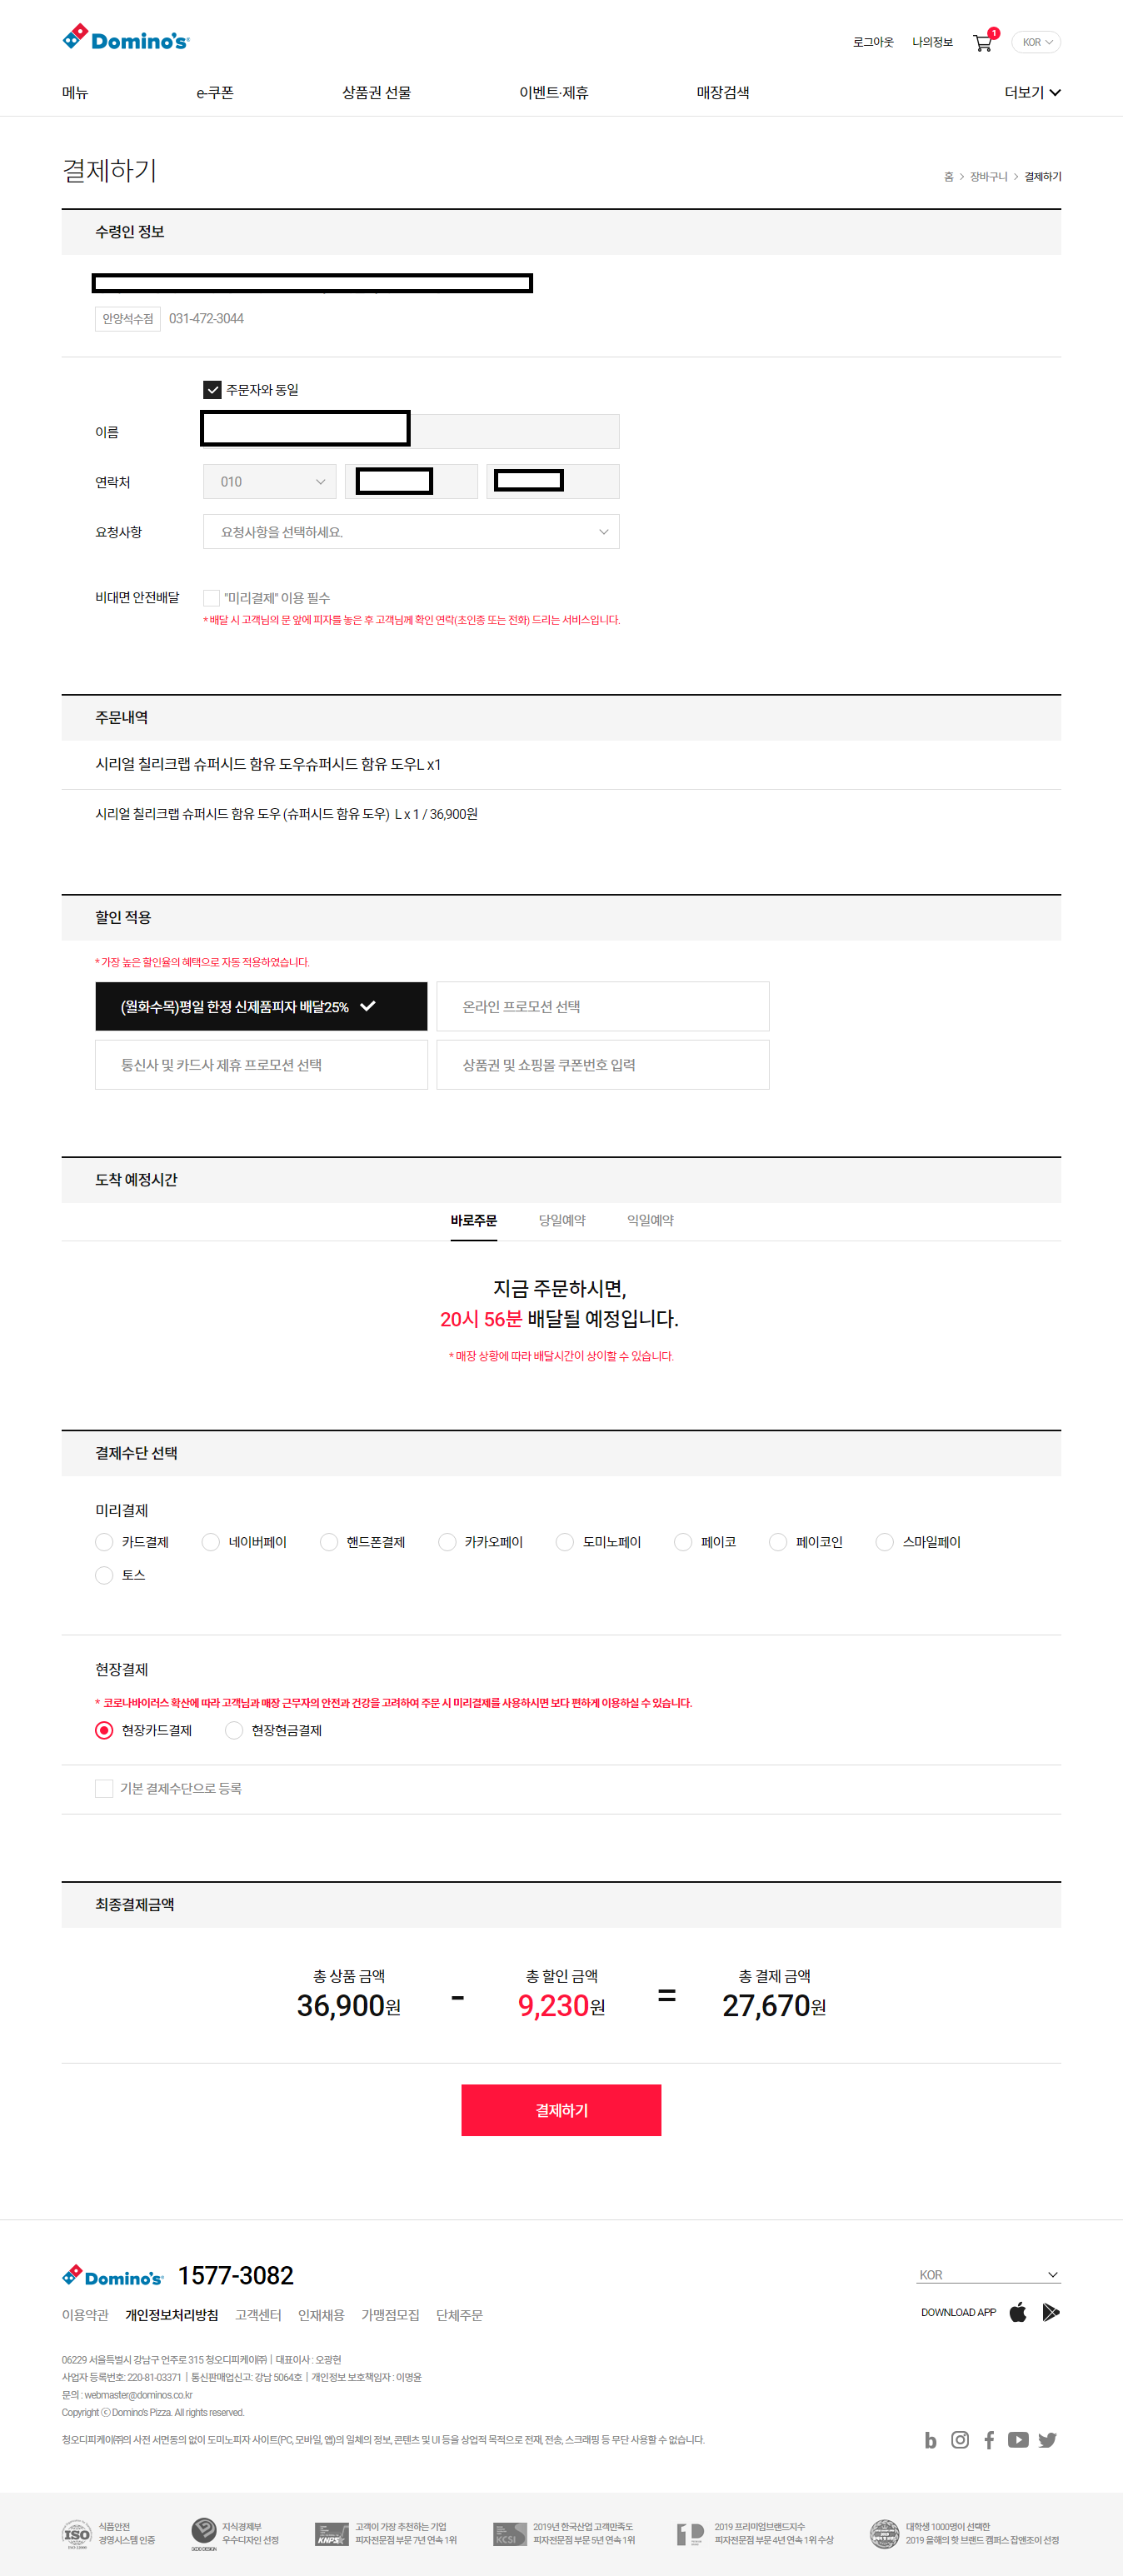 Domino's
로그아웃 나의정보 1 KOR
메뉴 e-쿠폰 상품권 선물 이벤트·제휴 매장검색 더보기
결제하기
홈 > 장바구니 > 결제하기
수령인 정보
안양석수점 031-472-3044
주문자와 동일
이름
연락처 010
요청사항 요청사항을 선택하세요.
비대면 안전배달 "미리결제" 이용 필수
* 배달 시 고객님의 문 앞에 피자를 놓은 후 고객님께 확인 연락(초인종 또는 전화) 드리는 서비스입니다.
주문내역
시리얼 칠리크랩 슈퍼시드 함유 도우슈퍼시드 함유 도우L x1
시리얼 칠리크랩 슈퍼시드 함유 도우 (슈퍼시드 함유 도우) L x 1 / 36,900원
할인 적용
* 가장 높은 할인율의 혜택으로 자동 적용하였습니다.
(월화수목)평일 한정 신제품피자 배달25% 온라인 프로모션 선택
통신사 및 카드사 제휴 프로모션 선택 상품권 및 쇼핑몰 쿠폰번호 입력
도착 예정시간
바로주문 당일예약 익일예약
지금 주문하시면,
20시 56분 배달될 예정입니다.
* 매장 상황에 따라 배달시간이 상이할 수 있습니다.
결제수단 선택
미리결제
카드결제 네이버페이 핸드폰결제 카카오페이 도미노페이 페이코 페이코인 스마일페이
토스
현장결제
* 코로나바이러스 확산에 따라 고객님과 매장 근무자의 안전과 건강을 고려하여 주문 시 미리결제를 사용하시면 보다 편하게 이용하실 수 있습니다.
현장카드결제 현장현금결제
기본 결제수단으로 등록
최종결제금액
총 상품 금액 총 할인 금액 총 결제 금액
36,900원 - 9,230원 = 27,670원
결제하기
Domino's 1577-3082 KOR
이용약관 개인정보처리방침 고객센터 인재채용 가맹점모집 단체주문 DOWNLOAD APP
06229 서울특별시 강남구 언주로 315 청오디피케이㈜ | 대표이사 : 오광현
사업자 등록번호: 220-81-03371 | 통신판매업신고: 강남 5064호 | 개인정보 보호책임자 : 이명윤
문의 : webmaster@dominos.co.kr
Copyright ⓒ Domino's Pizza. All rights reserved.
청오디피케이㈜의 사전 서면동의 없이 도미노피자 사이트(PC, 모바일, 앱)의 일체의 정보, 콘텐츠 및 UI 등을 상업적 목적으로 전재, 전송, 스크래핑 등 무단 사용할 수 없습니다.
ISO 식품안전 GOOD DESIGN 지식경제부 KNPS 고객이 가장 추천하는 기업 KCSI 2019년 한국산업 고객만족도 2019 프리미엄브랜드지수 대학생 1000명이 선택한
경영시스템 인증 우수디자인 선정 피자전문점 부문 7년 연속 1위 피자전문점 부문 5년 연속 1위 피자전문점 부문 4년 연속 1위 수상 2019 올해의 핫 브랜드 캠퍼스 잡앤조이 선정